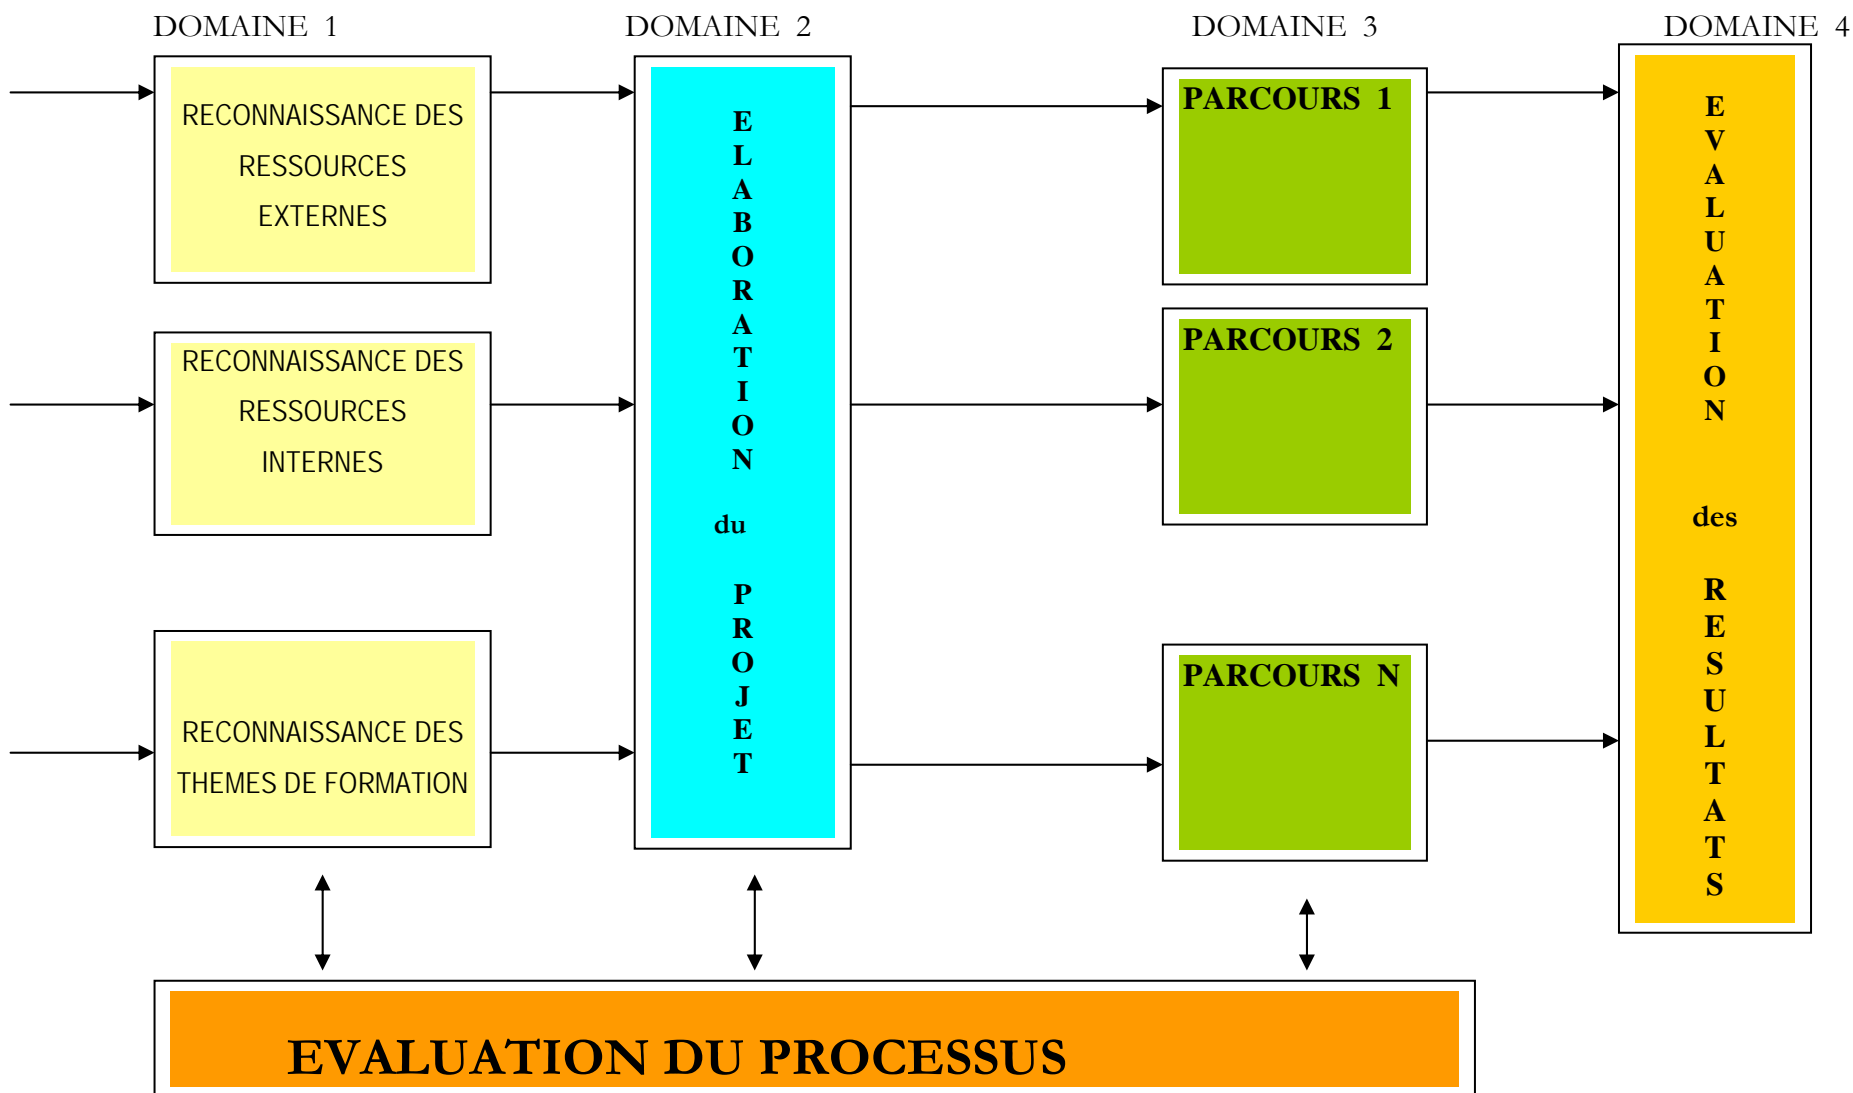 DOMAINE 1
DOMAINE 2
DOMAINE 3
DOMAINE 4
RECONNAISSANCE DES
RESSOURCES
EXTERNES
RECONNAISSANCE DES
RESSOURCES
INTERNES
RECONNAISSANCE DES
THEMES DE FORMATION
E
L
A
B
O
R
A
T
I
O
N
du
P
R
O
J
E
T
PARCOURS 1
PARCOURS 2
PARCOURS N
E
V
A
L
U
A
T
I
O
N
des
R
E
S
U
L
T
A
T
S
EVALUATION DU PROCESSUS